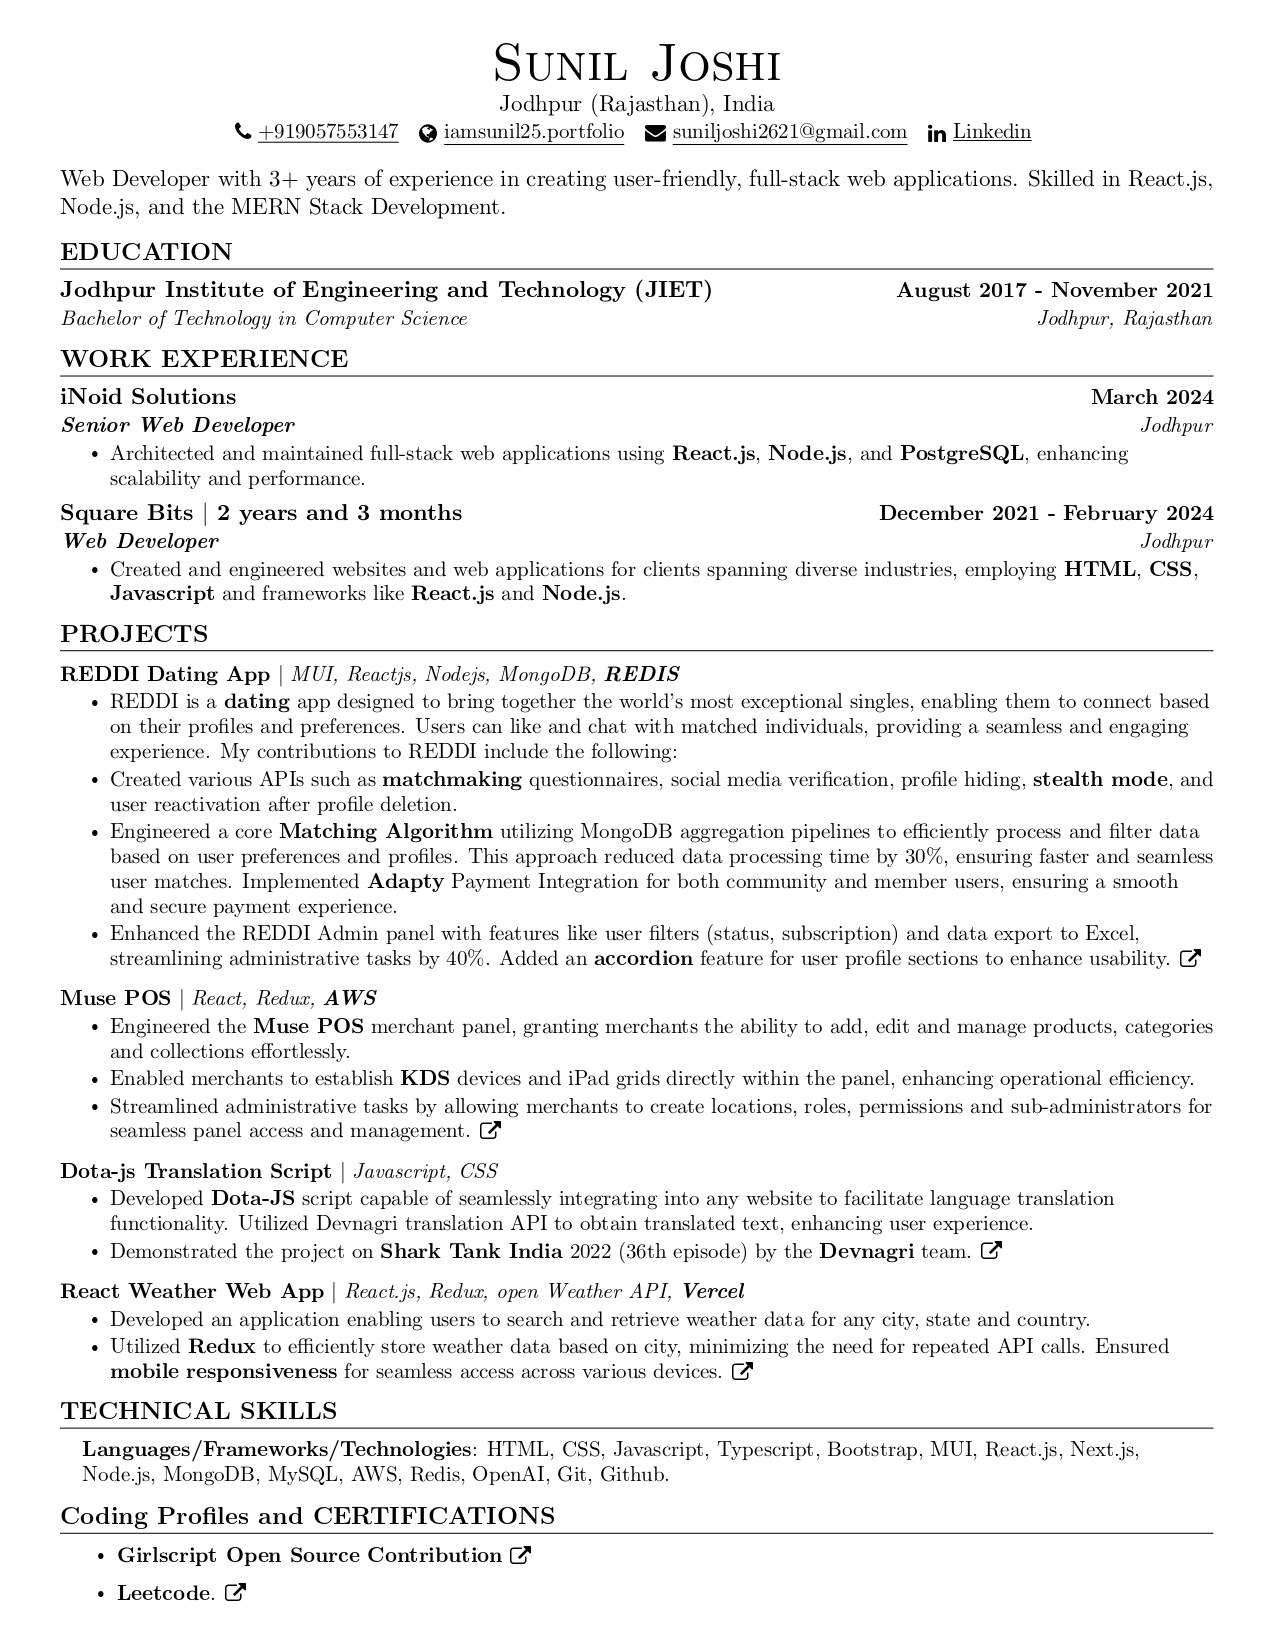 Sunil Joshi
Jodhpur (Rajasthan), India
+919057553147 iamsunil25.portfolio suniljoshi2621@gmail.com Linkedin
Web Developer with 3+ years of experience in creating user-friendly, full-stack web applications. Skilled in React.js,
Node.js, and the MERN Stack Development.
EDUCATION
Jodhpur Institute of Engineering and Technology (JIET) August 2017 - November 2021
Bachelor of Technology in Computer Science Jodhpur, Rajasthan
WORK EXPERIENCE
iNoid Solutions March 2024
Senior Web Developer Jodhpur
• Architected and maintained full-stack web applications using React.js, Node.js, and PostgreSQL, enhancing
scalability and performance.
Square Bits | 2 years and 3 months December 2021 - February 2024
Web Developer Jodhpur
• Created and engineered websites and web applications for clients spanning diverse industries, employing HTML, CSS,
Javascript and frameworks like React.js and Node.js.
PROJECTS
REDDI Dating App | MUI, Reactjs, Nodejs, MongoDB, REDIS
• REDDI is a dating app designed to bring together the world's most exceptional singles, enabling them to connect based
on their profiles and preferences. Users can like and chat with matched individuals, providing a seamless and engaging
experience. My contributions to REDDI include the following:
• Created various APIs such as matchmaking questionnaires, social media verification, profile hiding, stealth mode, and
user reactivation after profile deletion.
• Engineered a core Matching Algorithm utilizing MongoDB aggregation pipelines to efficiently process and filter data
based on user preferences and profiles. This approach reduced data processing time by 30%, ensuring faster and seamless
user matches. Implemented Adapty Payment Integration for both community and member users, ensuring a smooth
and secure payment experience.
• Enhanced the REDDI Admin panel with features like user filters (status, subscription) and data export to Excel,
streamlining administrative tasks by 40%. Added an accordion feature for user profile sections to enhance usability.
Muse POS | React, Redux, AWS
• Engineered the Muse POS merchant panel, granting merchants the ability to add, edit and manage products, categories
and collections effortlessly.
• Enabled merchants to establish KDS devices and iPad grids directly within the panel, enhancing operational efficiency.
• Streamlined administrative tasks by allowing merchants to create locations, roles, permissions and sub-administrators for
seamless panel access and management.
Dota-js Translation Script | Javascript, CSS
• Developed Dota-JS script capable of seamlessly integrating into any website to facilitate language translation
functionality. Utilized Devnagri translation API to obtain translated text, enhancing user experience.
• Demonstrated the project on Shark Tank India 2022 (36th episode) by the Devnagri team.
React Weather Web App | React.js, Redux, open Weather API, Vercel
• Developed an application enabling users to search and retrieve weather data for any city, state and country.
• Utilized Redux to efficiently store weather data based on city, minimizing the need for repeated API calls. Ensured
mobile responsiveness for seamless access across various devices.
TECHNICAL SKILLS
Languages/Frameworks/Technologies: HTML, CSS, Javascript, Typescript, Bootstrap, MUI, React.js, Next.js,
Node.js, MongoDB, MySQL, AWS, Redis, OpenAI, Git, Github.
Coding Profiles and CERTIFICATIONS
• Girlscript Open Source Contribution
• Leetcode.